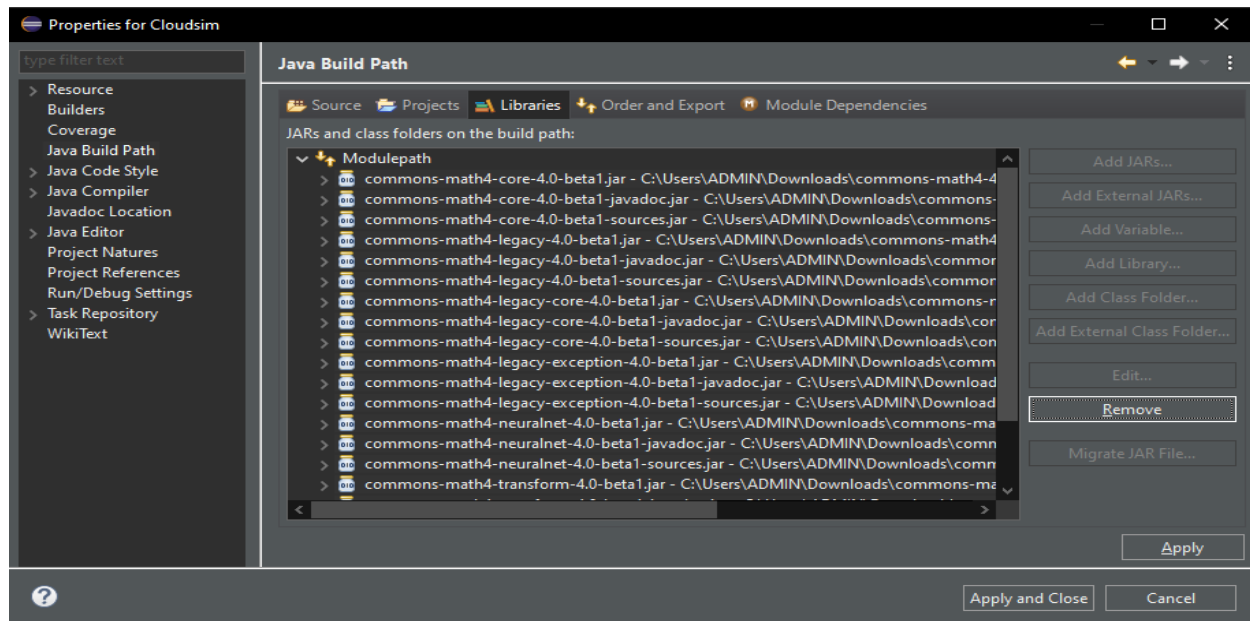 Properties for Cloudsim
type filter text
Resource
Builders
Coverage
Java Build Path
Java Code Style
Java Compiler
Javadoc Location
Java Editor
Project Natures
Project References
Run/Debug Settings
Task Repository
WikiText
Java Build Path
Source Projects Libraries Order and Export Module Dependencies
JARs and class folders on the build path:
Modulepath
commons-math4-core-4.0-beta1.jar - C:\Users\ADMIN\Downloads\commons-math4-4
commons-math4-core-4.0-beta1-javadoc.jar - C:\Users\ADMIN\Downloads\commons-
commons-math4-core-4.0-beta1-sources.jar - C:\Users\ADMIN\Downloads\commons-
commons-math4-legacy-4.0-beta1.jar - C:\Users\ADMIN\Downloads\commons-math4
commons-math4-legacy-4.0-beta1-javadoc.jar - C:\Users\ADMIN\Downloads\common
commons-math4-legacy-4.0-beta1-sources.jar - C:\Users\ADMIN\Downloads\common
commons-math4-legacy-core-4.0-beta1.jar - C:\Users\ADMIN\Downloads\commons-r
commons-math4-legacy-core-4.0-beta1-javadoc.jar - C:\Users\ADMIN\Downloads\cor
commons-math4-legacy-core-4.0-beta1-sources.jar - C:\Users\ADMIN\Downloads\con
commons-math4-legacy-exception-4.0-beta1.jar - C:\Users\ADMIN\Downloads\comm
commons-math4-legacy-exception-4.0-beta1-javadoc.jar - C:\Users\ADMIN\Download
commons-math4-legacy-exception-4.0-beta1-sources.jar - C:\Users\ADMIN\Download
commons-math4-neuralnet-4.0-beta1.jar - C:\Users\ADMIN\Downloads\commons-ma
commons-math4-neuralnet-4.0-beta1-javadoc.jar - C:\Users\ADMIN\Downloads\comn
commons-math4-neuralnet-4.0-beta1-sources.jar - C:\Users\ADMIN\Downloads\comn
commons-math4-transform-4.0-beta1.jar - C:\Users\ADMIN\Downloads\commons-ma
Add JARs...
Add External JARs...
Add Variable...
Add Library...
Add Class Folder...
Add External Class Folder...
Edit...
Remove
Migrate JAR File...
Apply
Apply and Close Cancel